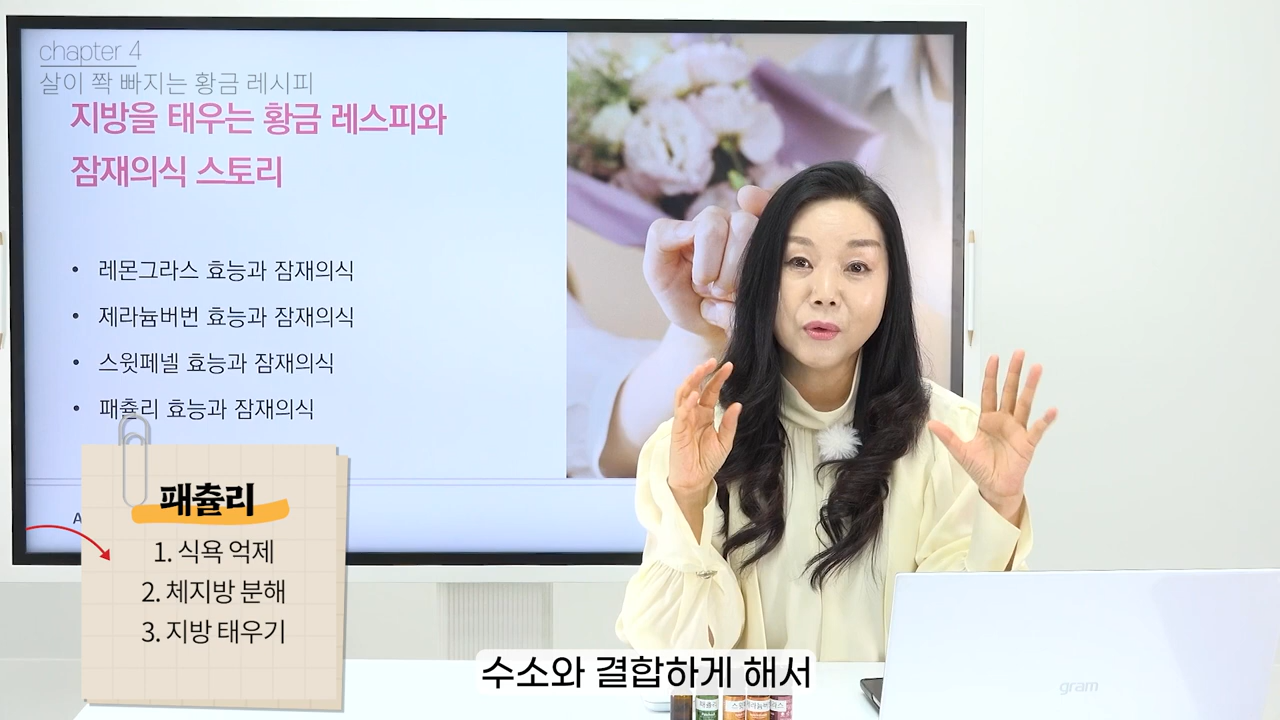 chapter 4
살이 쫙 빠지는 황금 레시피
지방을 태우는 황금 레스피와
잠재의식 스토리
• 레몬그라스 효능과 잠재의식
• 제라늄버번 효능과 잠재의식
• 스윗페넬 효능과 잠재의식
• 패츌리 효능과 잠재의식
패츌리
1. 식욕 억제
2. 체지방 분해
3. 지방 태우기
수소와 결합하게 해서
gram
패츌리